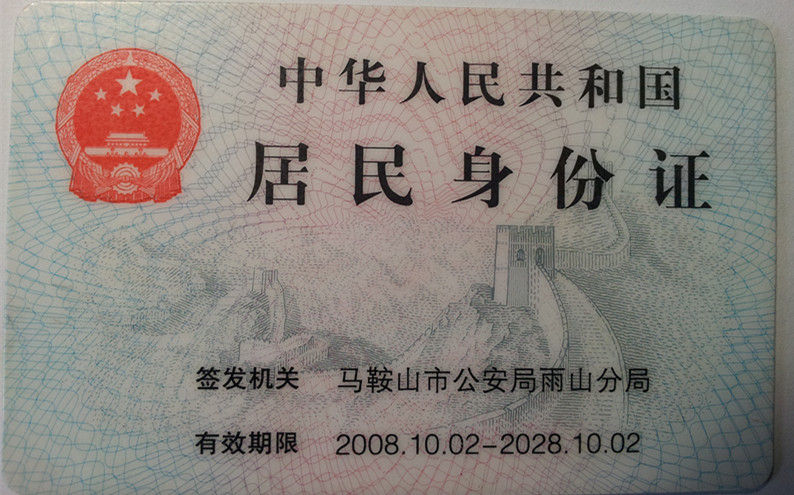 中华人民共和国
居民身份证
签发机关 马鞍山市公安局雨山分局
有效期限 2008.10.02-2028.10.02